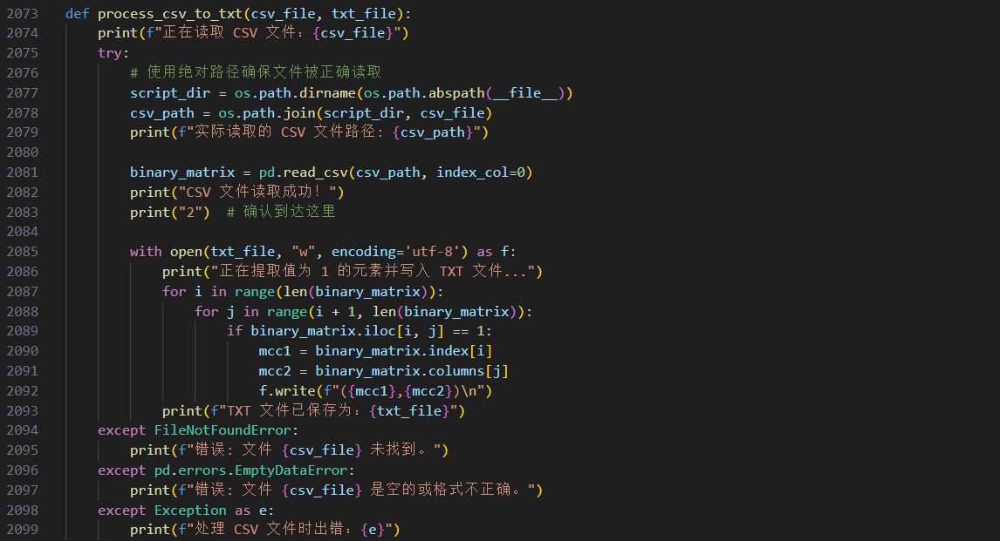 2073 def process_csv_to_txt(csv_file, txt_file):
2074     print(f"正在读取 CSV 文件：{csv_file}")
2075     try:
2076         # 使用绝对路径确保文件被正确读取
2077         script_dir = os.path.dirname(os.path.abspath(__file__))
2078         csv_path = os.path.join(script_dir, csv_file)
2079         print(f"实际读取的 CSV 文件路径: {csv_path}")
2080
2081         binary_matrix = pd.read_csv(csv_path, index_col=0)
2082         print("CSV 文件读取成功！")
2083         print("2")  # 确认到达这里
2084
2085         with open(txt_file, "w", encoding='utf-8') as f:
2086             print("正在提取值为 1 的元素并写入 TXT 文件...")
2087             for i in range(len(binary_matrix)):
2088                 for j in range(i + 1, len(binary_matrix)):
2089                     if binary_matrix.iloc[i, j] == 1:
2090                         mcc1 = binary_matrix.index[i]
2091                         mcc2 = binary_matrix.columns[j]
2092                         f.write(f"({mcc1},{mcc2})\n")
2093             print(f"TXT 文件已保存为：{txt_file}")
2094     except FileNotFoundError:
2095         print(f"错误: 文件 {csv_file} 未找到。")
2096     except pd.errors.EmptyDataError:
2097         print(f"错误: 文件 {csv_file} 是空的或格式不正确。")
2098     except Exception as e:
2099         print(f"处理 CSV 文件时出错：{e}")